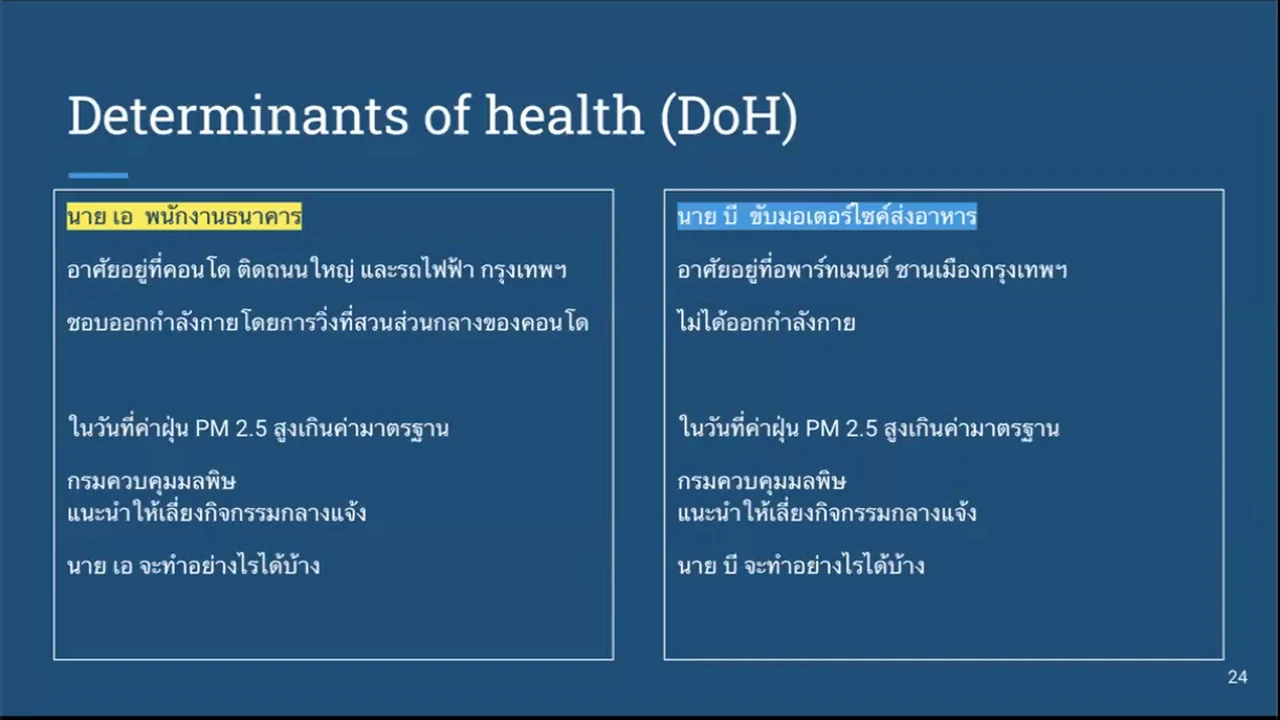 Determinants of health (DoH)
นาย เอ พนักงานธนาคาร
อาศัยอยู่ที่คอนโด ติดถนนใหญ่ และรถไฟฟ้า กรุงเทพฯ
ชอบออกกำลังกายโดยการวิ่งที่สวนส่วนกลางของคอนโด
ในวันที่ค่าฝุ่น PM 2.5 สูงเกินค่ามาตรฐาน
กรมควบคุมมลพิษ
แนะนำให้เลี่ยงกิจกรรมกลางแจ้ง
นาย เอ จะทำอย่างไรได้บ้าง
นาย บี ขับมอเตอร์ไซค์ส่งอาหาร
อาศัยอยู่ที่อพาร์ทเมนต์ ชานเมืองกรุงเทพฯ
ไม่ได้ออกกำลังกาย
ในวันที่ค่าฝุ่น PM 2.5 สูงเกินค่ามาตรฐาน
กรมควบคุมมลพิษ
แนะนำให้เลี่ยงกิจกรรมกลางแจ้ง
นาย บี จะทำอย่างไรได้บ้าง
24